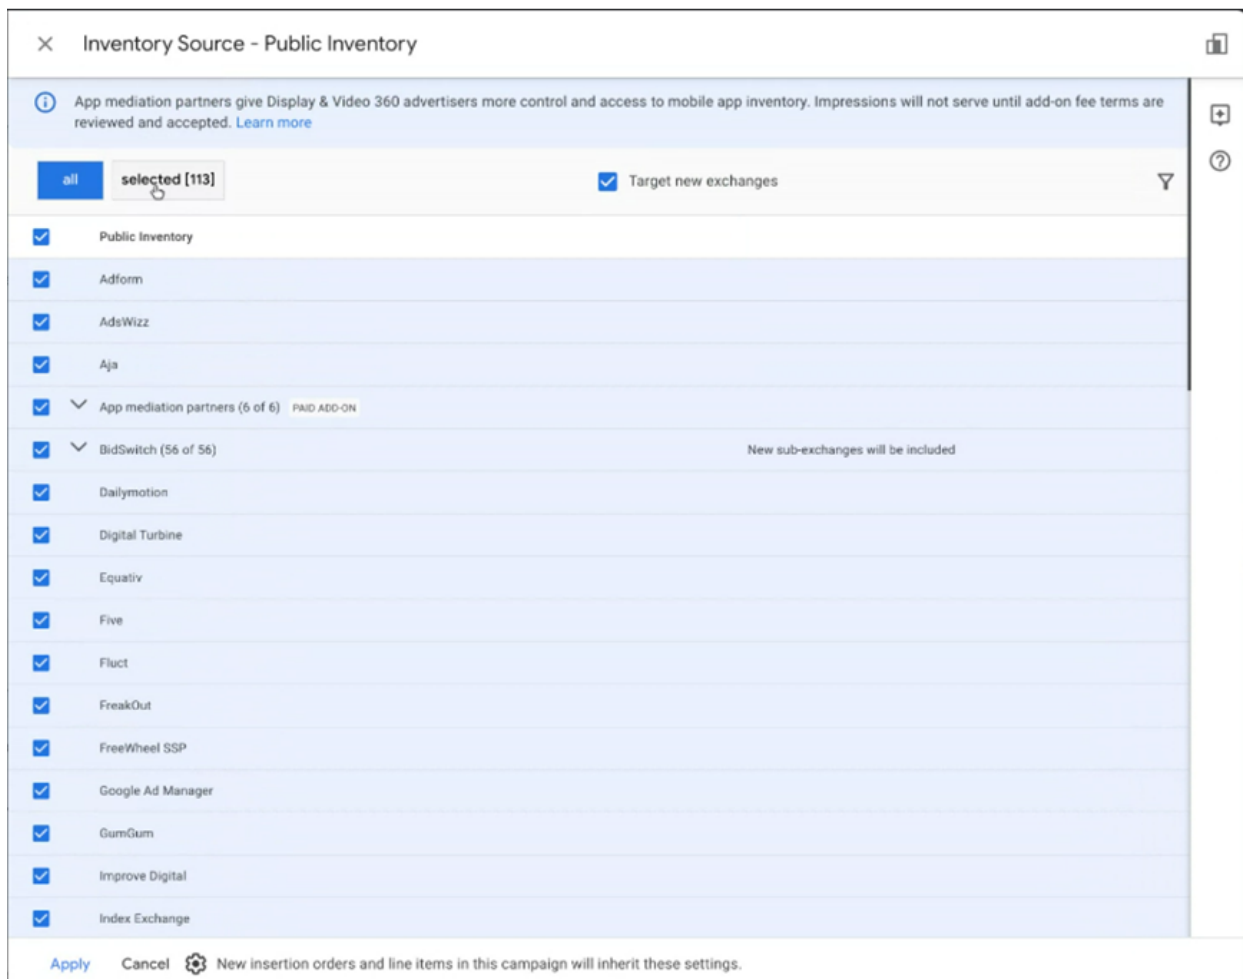 Inventory Source - Public Inventory
App mediation partners give Display & Video 360 advertisers more control and access to mobile app inventory. Impressions will not serve until add-on fee terms are
reviewed and accepted. Learn more
all selected [113] Target new exchanges
Public Inventory
Adform
AdsWizz
Aja
App mediation partners (6 of 6) PAID ADD-ON
BidSwitch (56 of 56) New sub-exchanges will be included
Dailymotion
Digital Turbine
Equativ
Five
Fluct
FreakOut
FreeWheel SSP
Google Ad Manager
GumGum
Improve Digital
Index Exchange
Apply Cancel New insertion orders and line items in this campaign will inherit these settings.